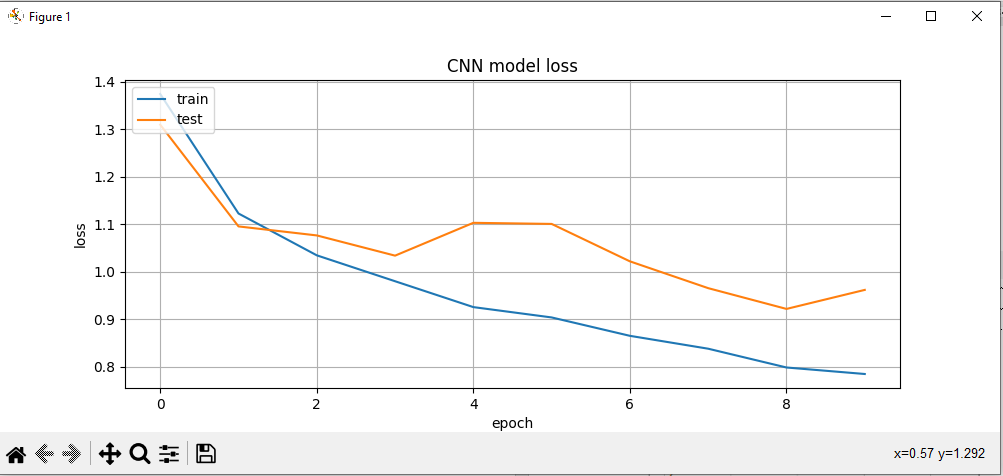 Figure 1
CNN model loss
train
test
1.4
1.3
1.2
1.1
1.0
0.9
0.8
loss
0 2 4 6 8
epoch
x=0.57 y=1.292